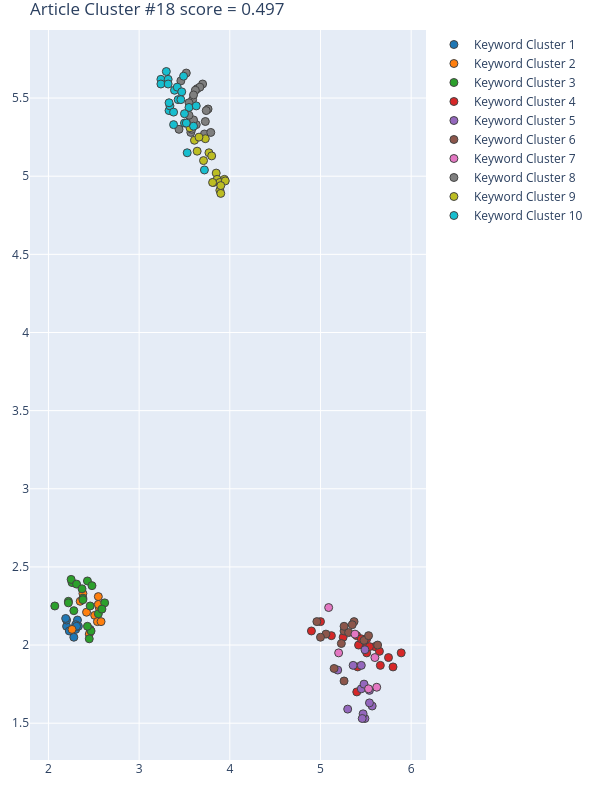 Article Cluster #18 score = 0.497
Keyword Cluster 1
Keyword Cluster 2
Keyword Cluster 3
Keyword Cluster 4
Keyword Cluster 5
Keyword Cluster 6
Keyword Cluster 7
Keyword Cluster 8
Keyword Cluster 9
Keyword Cluster 10
5.5
5
4.5
4
3.5
3
2.5
2
1.5
2 3 4 5 6